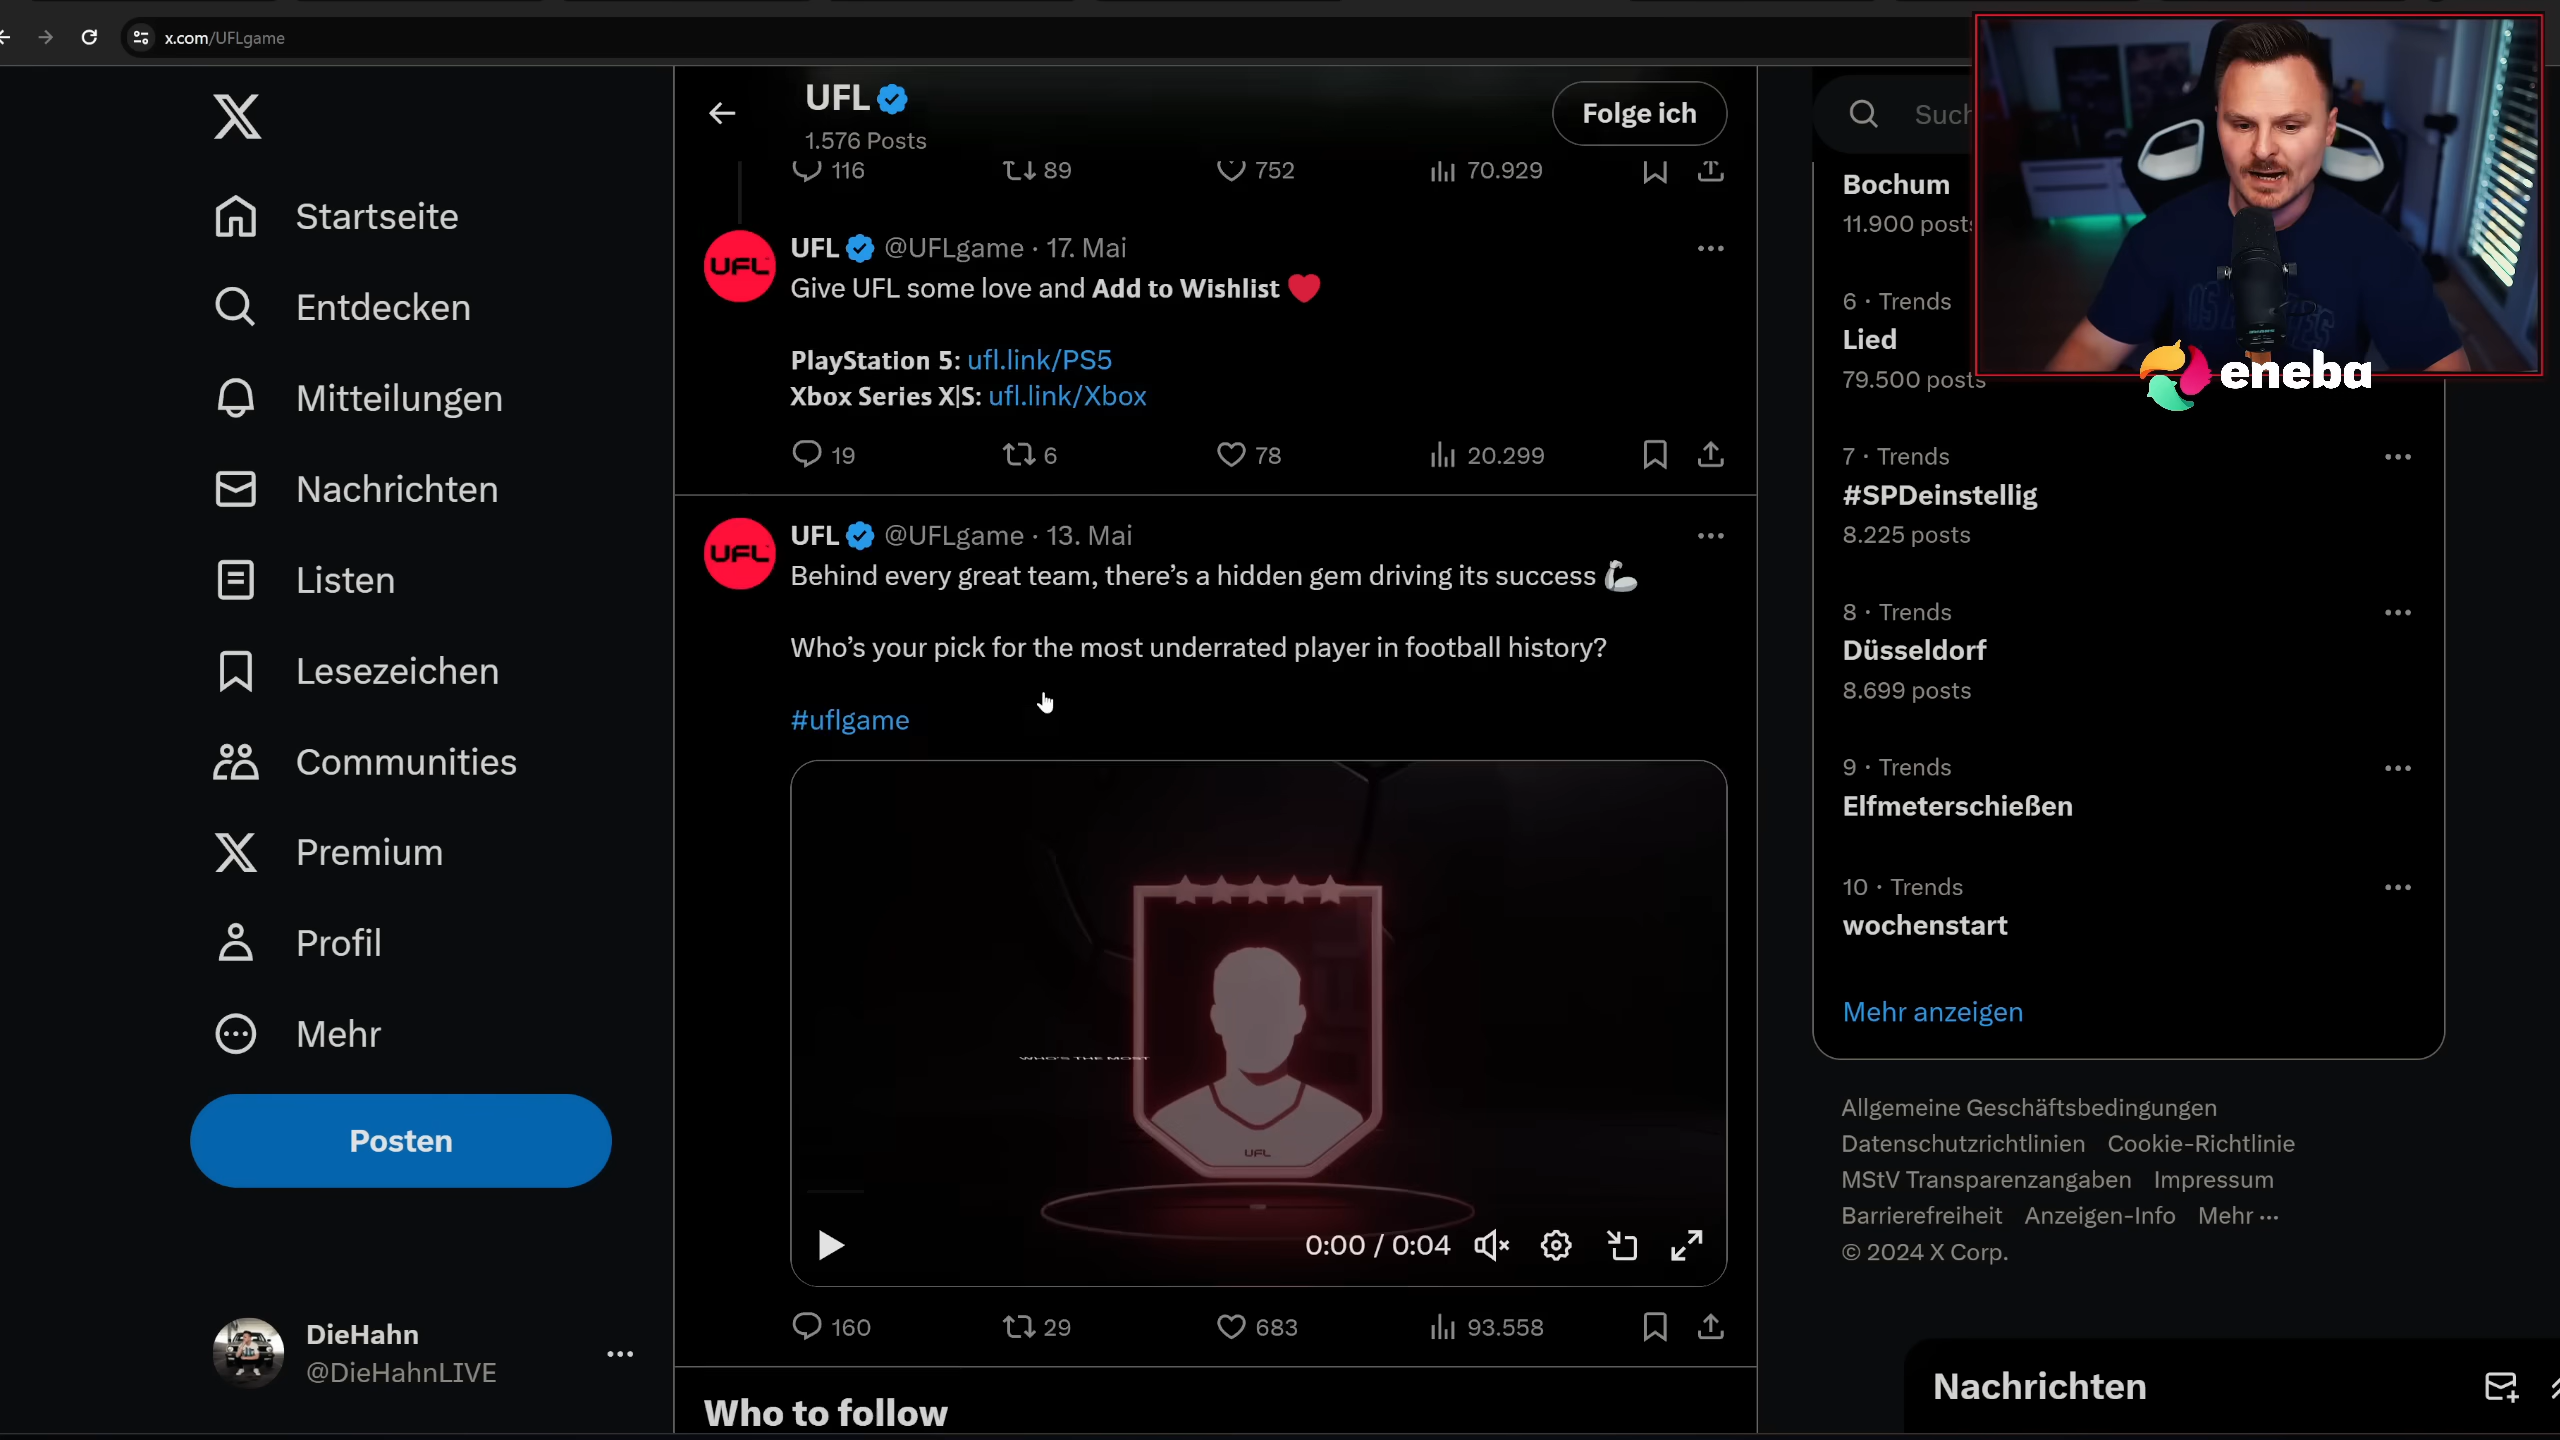 x.com/UFLgame
Startseite
Entdecken
Mitteilungen
Nachrichten
Listen
Lesezeichen
Communities
Premium
Profil
Mehr
Posten
DieHahn
@DieHahnLIVE
UFL
1.576 Posts
Folge ich
116 89 752 70.929
UFL @UFLgame · 17. Mai
Give UFL some love and Add to Wishlist ❤️
PlayStation 5: ufl.link/PS5
Xbox Series X|S: ufl.link/Xbox
19 6 78 20.299
UFL
UFL @UFLgame · 13. Mai
Behind every great team, there’s a hidden gem driving its success 🦾
Who’s your pick for the most underrated player in football history?
#uflgame
UFL
WHO'S THE MOST
UFL
0:00 / 0:04
160 29 683 93.558
Who to follow
Bochum
11.900 posts
6 · Trends
Lied
79.500 posts
7 · Trends
#SPDeinstellig
8.225 posts
8 · Trends
Düsseldorf
8.699 posts
9 · Trends
Elfmeterschießen
10 · Trends
wochenstart
Mehr anzeigen
Allgemeine Geschäftsbedingungen
Datenschutzrichtlinien Cookie-Richtlinie
MStV Transparenzangaben Impressum
Barrierefreiheit Anzeigen-Info Mehr ···
© 2024 X Corp.
Nachrichten
eneba